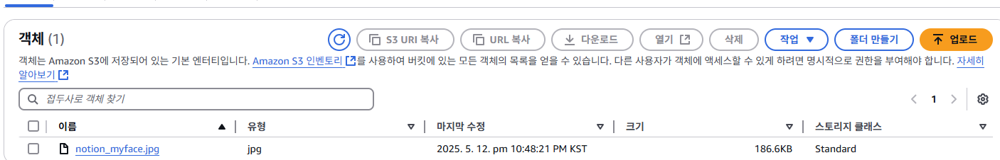 객체 (1)
S3 URI 복사
URL 복사
다운로드
열기
삭제
작업
폴더 만들기
업로드
객체는 Amazon S3에 저장되어 있는 기본 엔터티입니다. Amazon S3 인벤토리를 사용하여 버킷에 있는 모든 객체의 목록을 얻을 수 있습니다. 다른 사용자가 객체에 액세스할 수 있게 하려면 명시적으로 권한을 부여해야 합니다. 자세히
알아보기
접두사로 객체 찾기
1
이름 유형 마지막 수정 크기 스토리지 클래스
notion_myface.jpg jpg 2025. 5. 12. pm 10:48:21 PM KST 186.6KB Standard